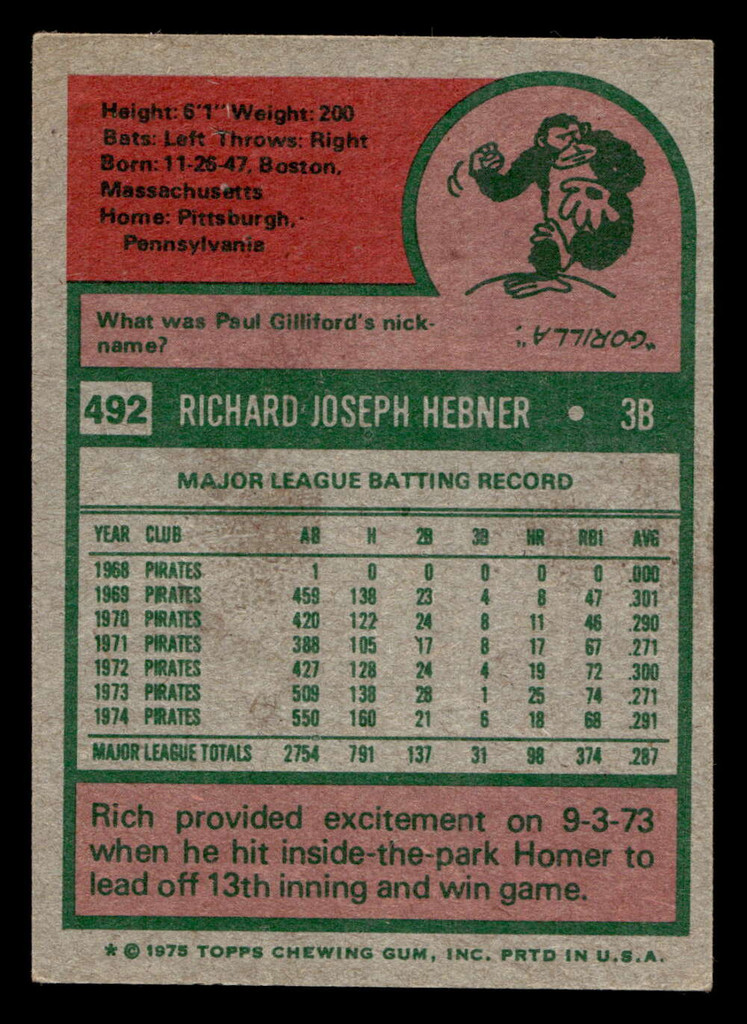 Height: 6'1" Weight: 200
Bats: Left Throws: Right
Born: 11-26-47, Boston,
Massachusetts
Home: Pittsburgh,
Pennsylvania
What was Paul Gilliford's nick-
name?
"GORILLA".
492 RICHARD JOSEPH HEBNER • 3B
MAJOR LEAGUE BATTING RECORD
YEAR CLUB AB H 2B 3B HR RBI AVG
1968 PIRATES 1 0 0 0 0 0 .000
1969 PIRATES 459 138 23 4 8 47 .301
1970 PIRATES 420 122 24 8 11 46 .290
1971 PIRATES 388 105 17 8 17 67 .271
1972 PIRATES 427 128 24 4 19 72 .300
1973 PIRATES 509 138 28 1 25 74 .271
1974 PIRATES 550 160 21 6 18 68 .291
MAJOR LEAGUE TOTALS 2754 791 137 31 98 374 .287
Rich provided excitement on 9-3-73
when he hit inside-the-park Homer to
lead off 13th inning and win game.
* © 1975 TOPPS CHEWING GUM, INC. PRTD IN U.S.A.